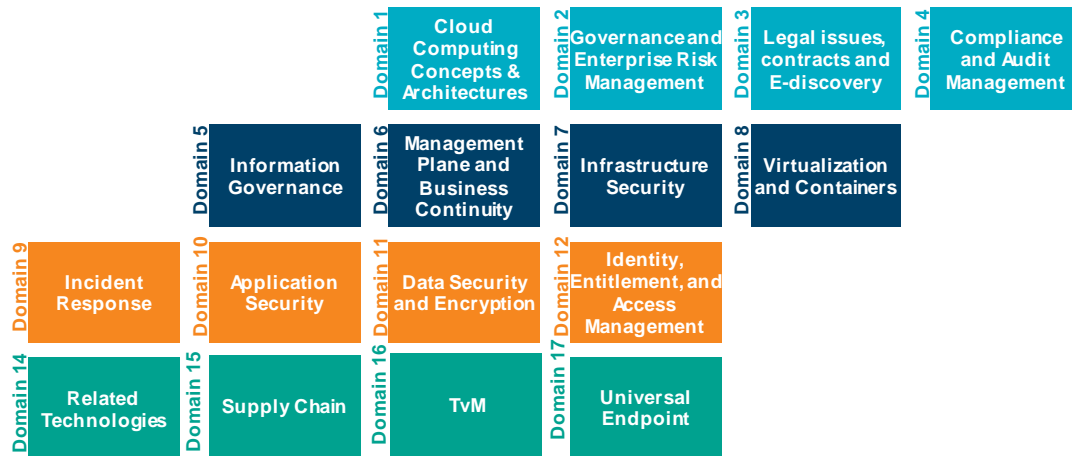 Domain 1
Cloud
Computing
Concepts &
Architectures
Domain 2
Governance and
Enterprise Risk
Management
Domain 3
Legal issues,
contracts and
E-discovery
Domain 4
Compliance
and Audit
Management
Domain 5
Information
Governance
Domain 6
Management
Plane and
Business
Continuity
Domain 7
Infrastructure
Security
Domain 8
Virtualization
and Containers
Domain 9
Incident
Response
Domain 10
Application
Security
Domain 11
Data Security
and Encryption
Domain 12
Identity,
Entitlement, and
Access
Management
Domain 14
Related
Technologies
Domain 15
Supply Chain
Domain 16
TvM
Domain 17
Universal
Endpoint